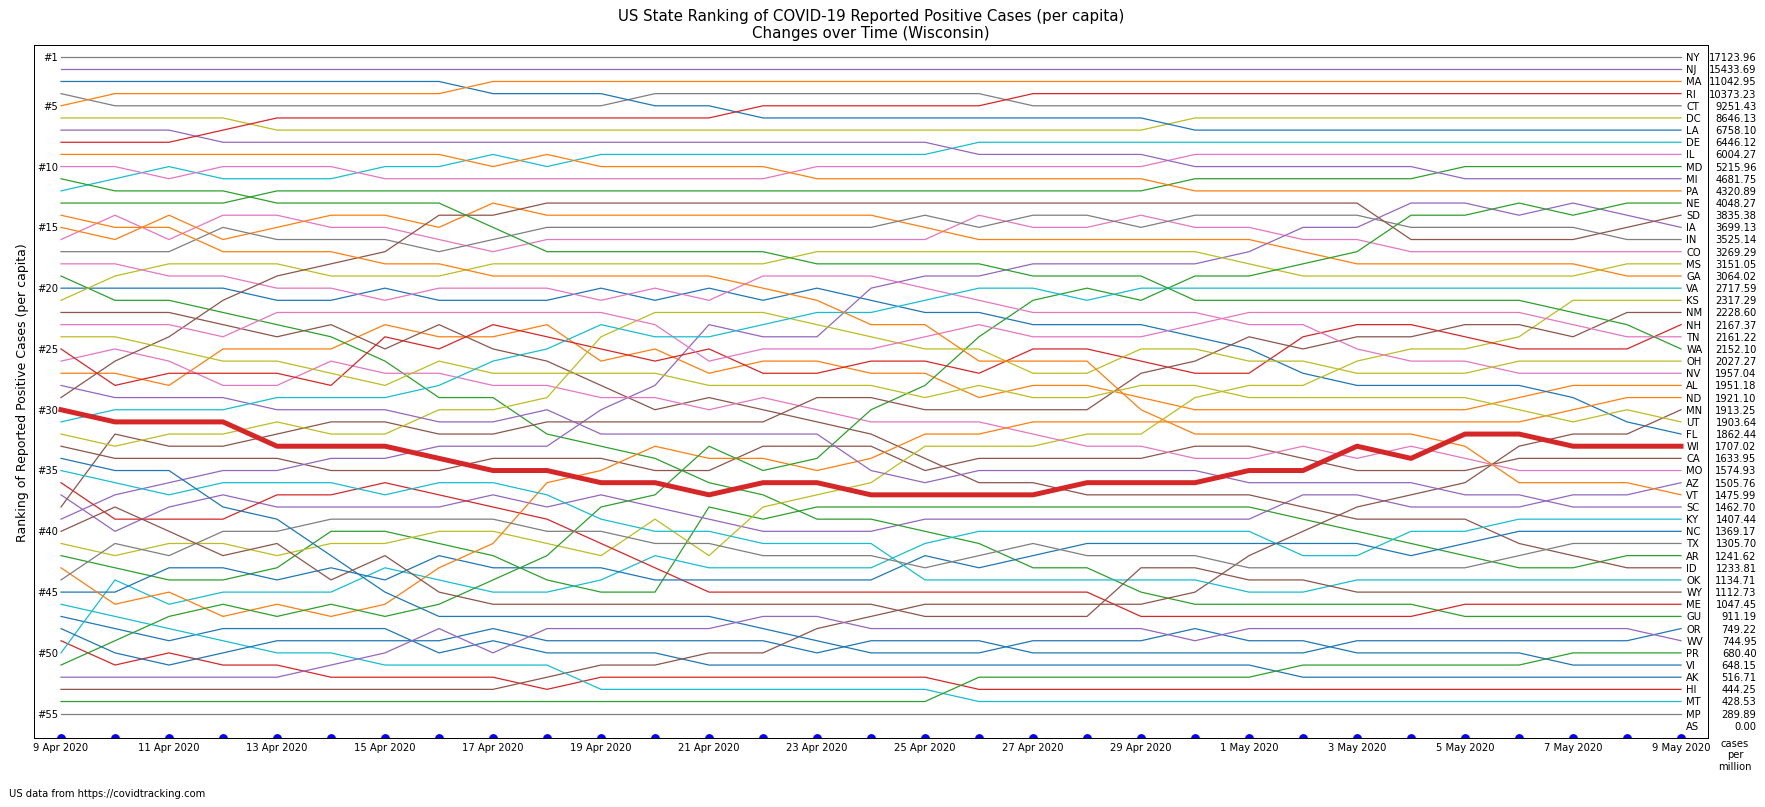 US State Ranking of COVID-19 Reported Positive Cases (per capita)
Changes over Time (Wisconsin)
Ranking of Reported Positive Cases (per capita)
#1
#5
#10
#15
#20
#25
#30
#35
#40
#45
#50
#55
NY 17123.96
NJ 15433.69
MA 11042.95
RI 10373.23
CT 9251.43
DC 8646.13
LA 6758.10
DE 6446.12
IL 6004.27
MD 5215.96
MI 4681.75
PA 4320.89
NE 4048.27
SD 3835.38
IA 3699.13
IN 3525.14
CO 3269.29
MS 3151.05
GA 3064.02
VA 2717.59
KS 2317.29
NM 2228.60
NH 2167.37
TN 2161.22
WA 2152.10
OH 2027.27
NV 1957.04
AL 1951.18
ND 1921.10
MN 1913.25
UT 1903.64
FL 1862.44
WI 1707.02
CA 1633.95
MO 1574.93
AZ 1505.76
VT 1475.99
SC 1462.70
KY 1407.44
NC 1369.17
TX 1305.70
AR 1241.62
ID 1233.81
OK 1134.71
WY 1112.73
ME 1047.45
GU 911.19
OR 749.22
WV 744.95
PR 680.40
VI 648.15
AK 516.71
HI 444.25
MT 428.53
MP 289.89
AS 0.00
9 Apr 2020 11 Apr 2020 13 Apr 2020 15 Apr 2020 17 Apr 2020 19 Apr 2020 21 Apr 2020 23 Apr 2020 25 Apr 2020 27 Apr 2020 29 Apr 2020 1 May 2020 3 May 2020 5 May 2020 7 May 2020 9 May 2020
cases
per
million
US data from https://covidtracking.com